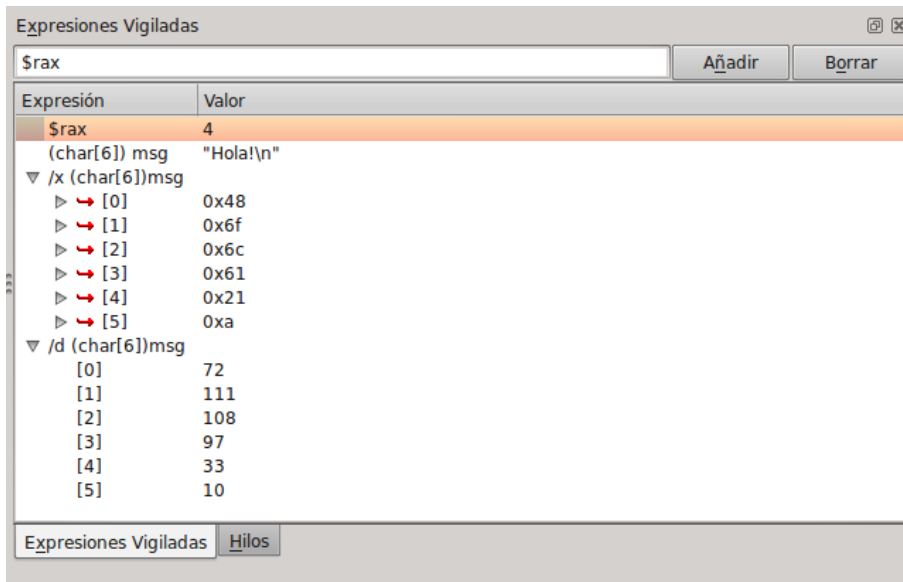 Expresiones Vigiladas
$rax Añadir Borrar
Expresión Valor
$rax 4
(char[6]) msg "Hola!\n"
/x (char[6])msg
[0] 0x48
[1] 0x6f
[2] 0x6c
[3] 0x61
[4] 0x21
[5] 0xa
/d (char[6])msg
[0] 72
[1] 111
[2] 108
[3] 97
[4] 33
[5] 10
Expresiones Vigiladas Hilos